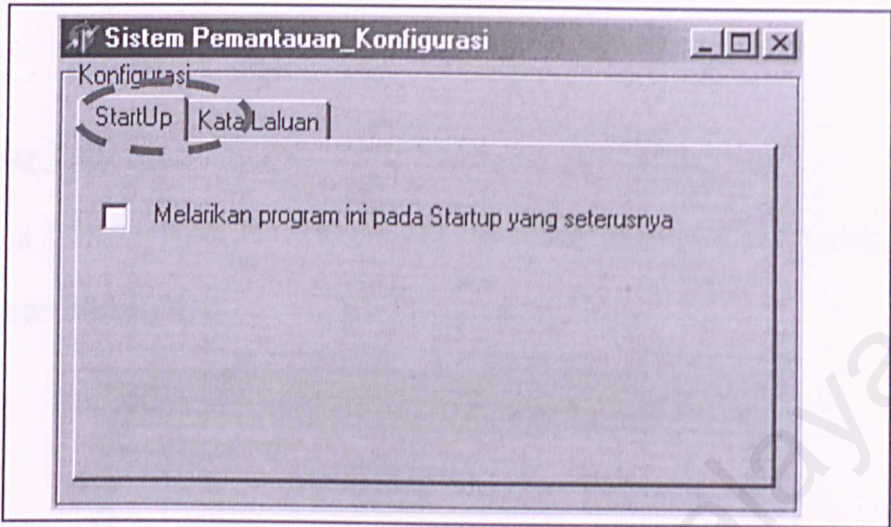 Sistem Pemantauan_Konfigurasi
Konfigurasi
StartUp Kata Laluan
Melarikan program ini pada Startup yang seterusnya